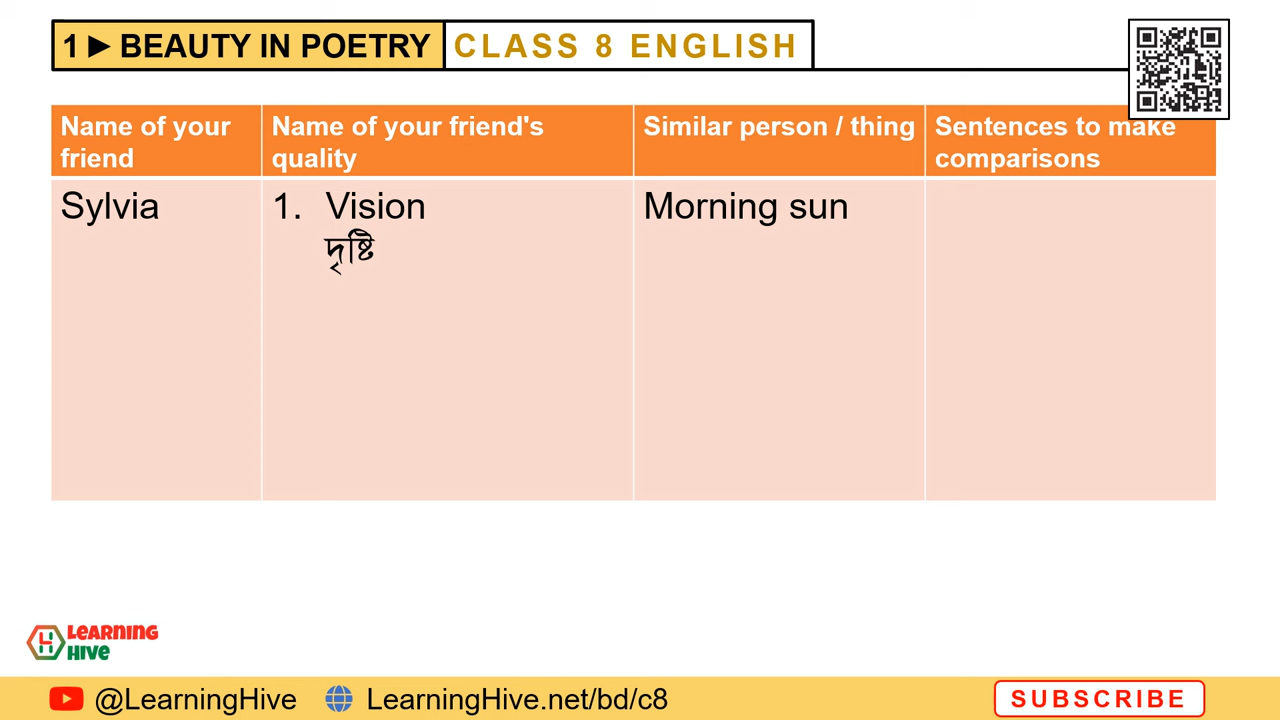 1 ► BEAUTY IN POETRY CLASS 8 ENGLISH
Name of your friend
Name of your friend's quality
Similar person / thing
Sentences to make comparisons
Sylvia
1. Vision
দৃষ্টি
Morning sun
Learning
Hive
@LearningHive LearningHive.net/bd/c8 SUBSCRIBE